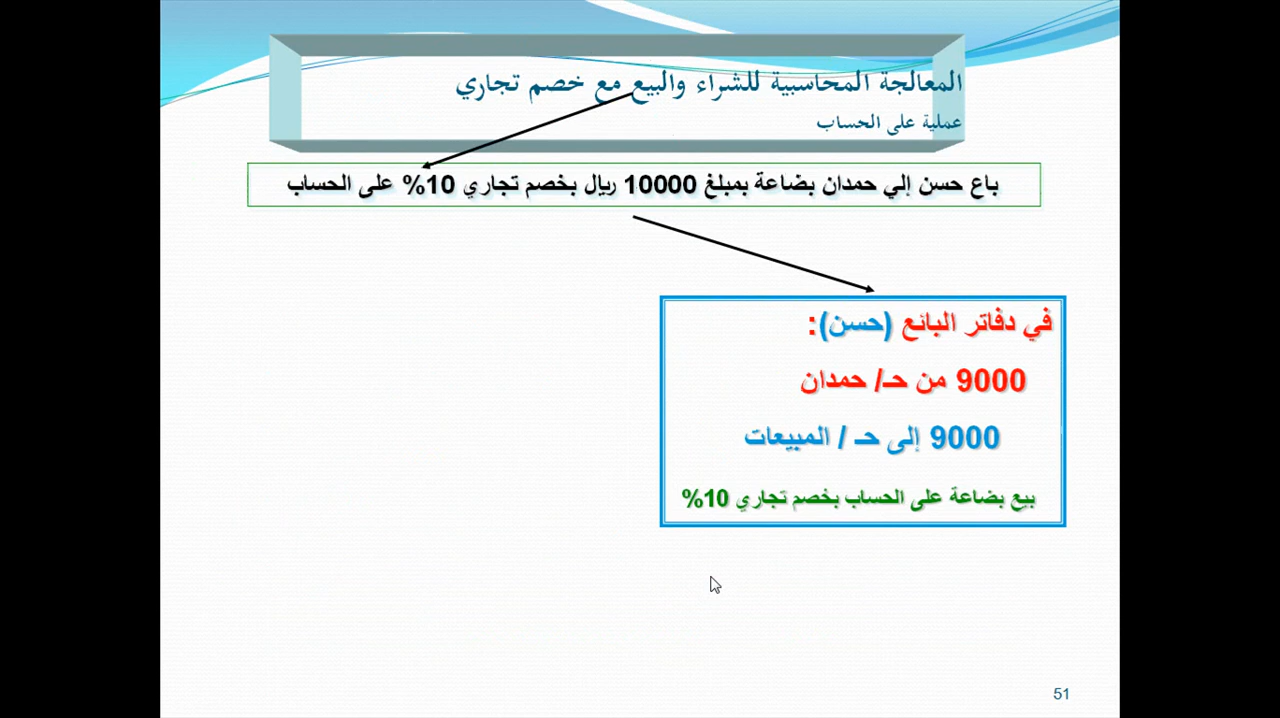 المعالجة المحاسبية للشراء والبيع مع خصم تجاري
عملية على الحساب
باع حسن إلي حمدان بضاعة بمبلغ 10000 ريال بخصم تجاري 10% على الحساب
في دفاتر البائع (حسن):
9000 من حـ/ حمدان
9000 إلى حـ / المبيعات
بيع بضاعة على الحساب بخصم تجاري 10%
51